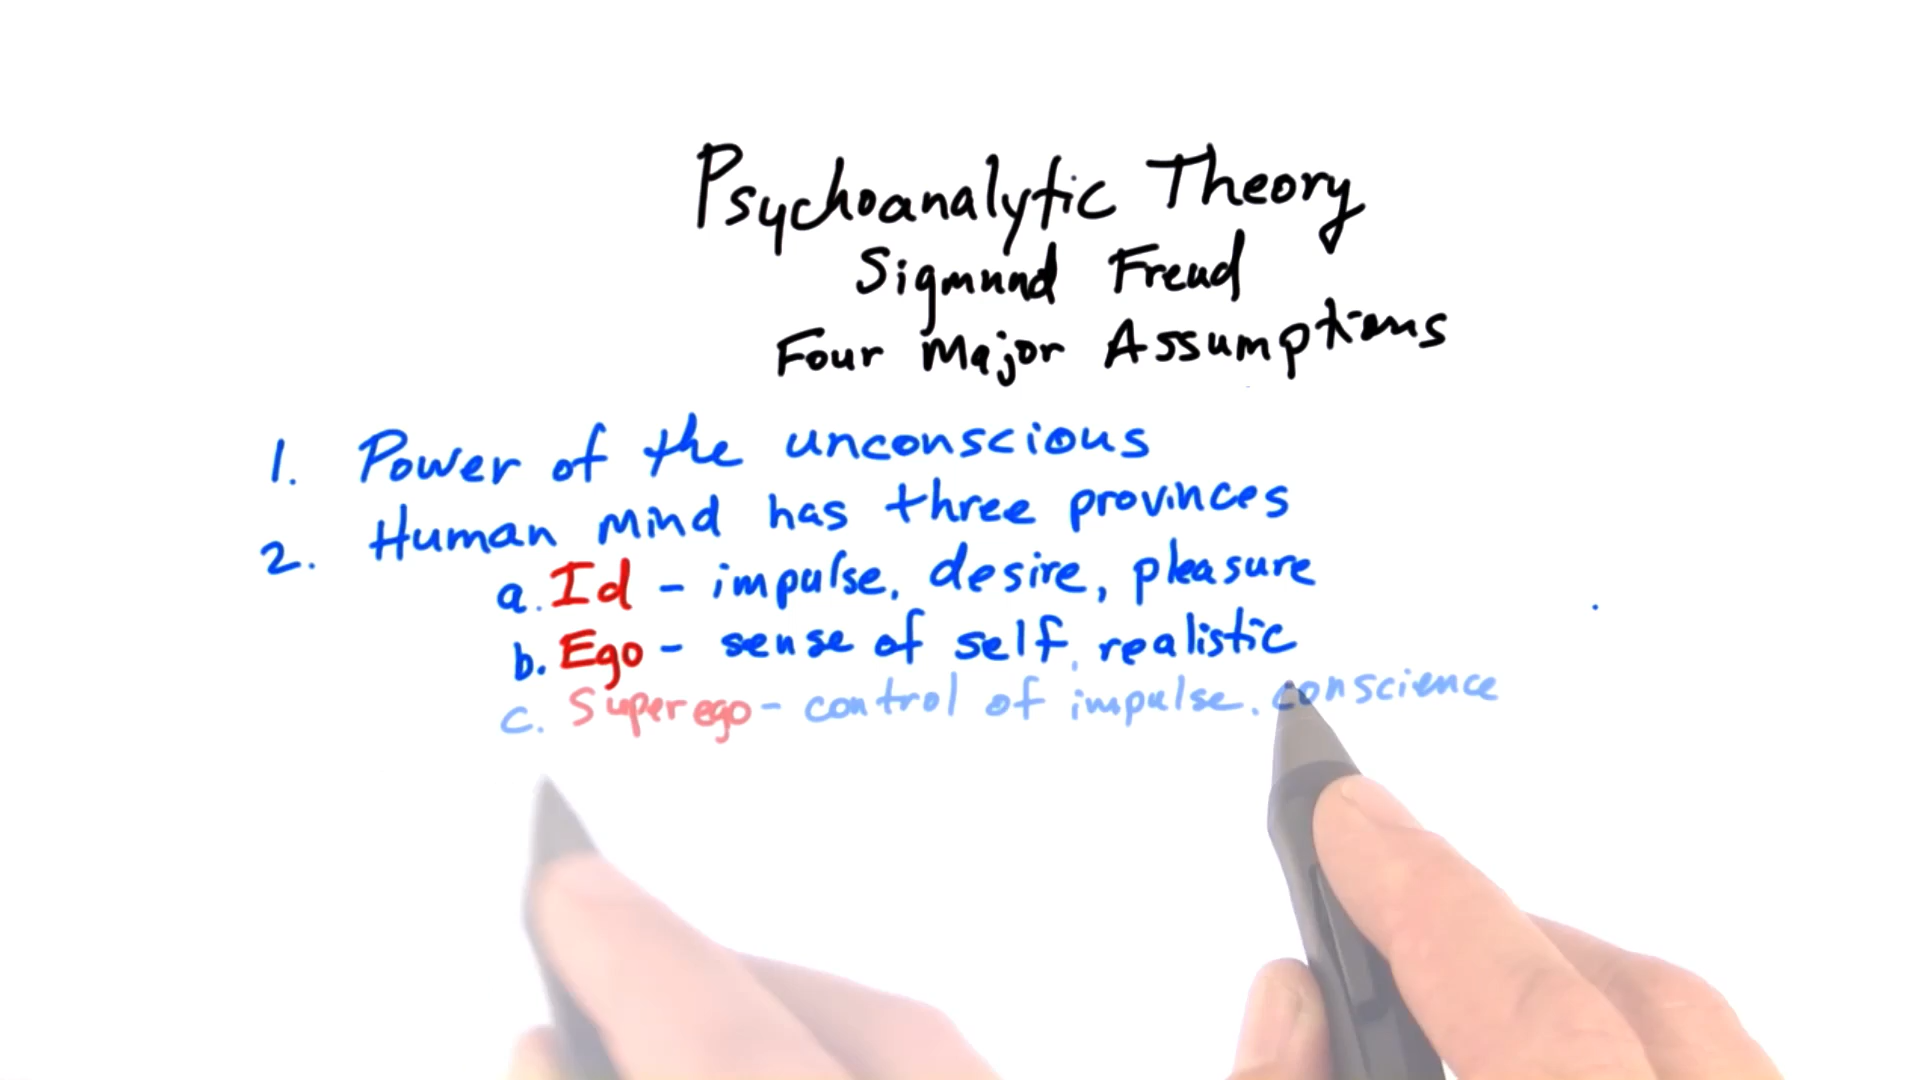 Psychoanalytic Theory
Sigmund Freud
Four Major Assumptions
1. Power of the unconscious
2. Human mind has three provinces
a. Id - impulse, desire, pleasure
b. Ego - sense of self, realistic
c. Superego - control of impulse, conscience